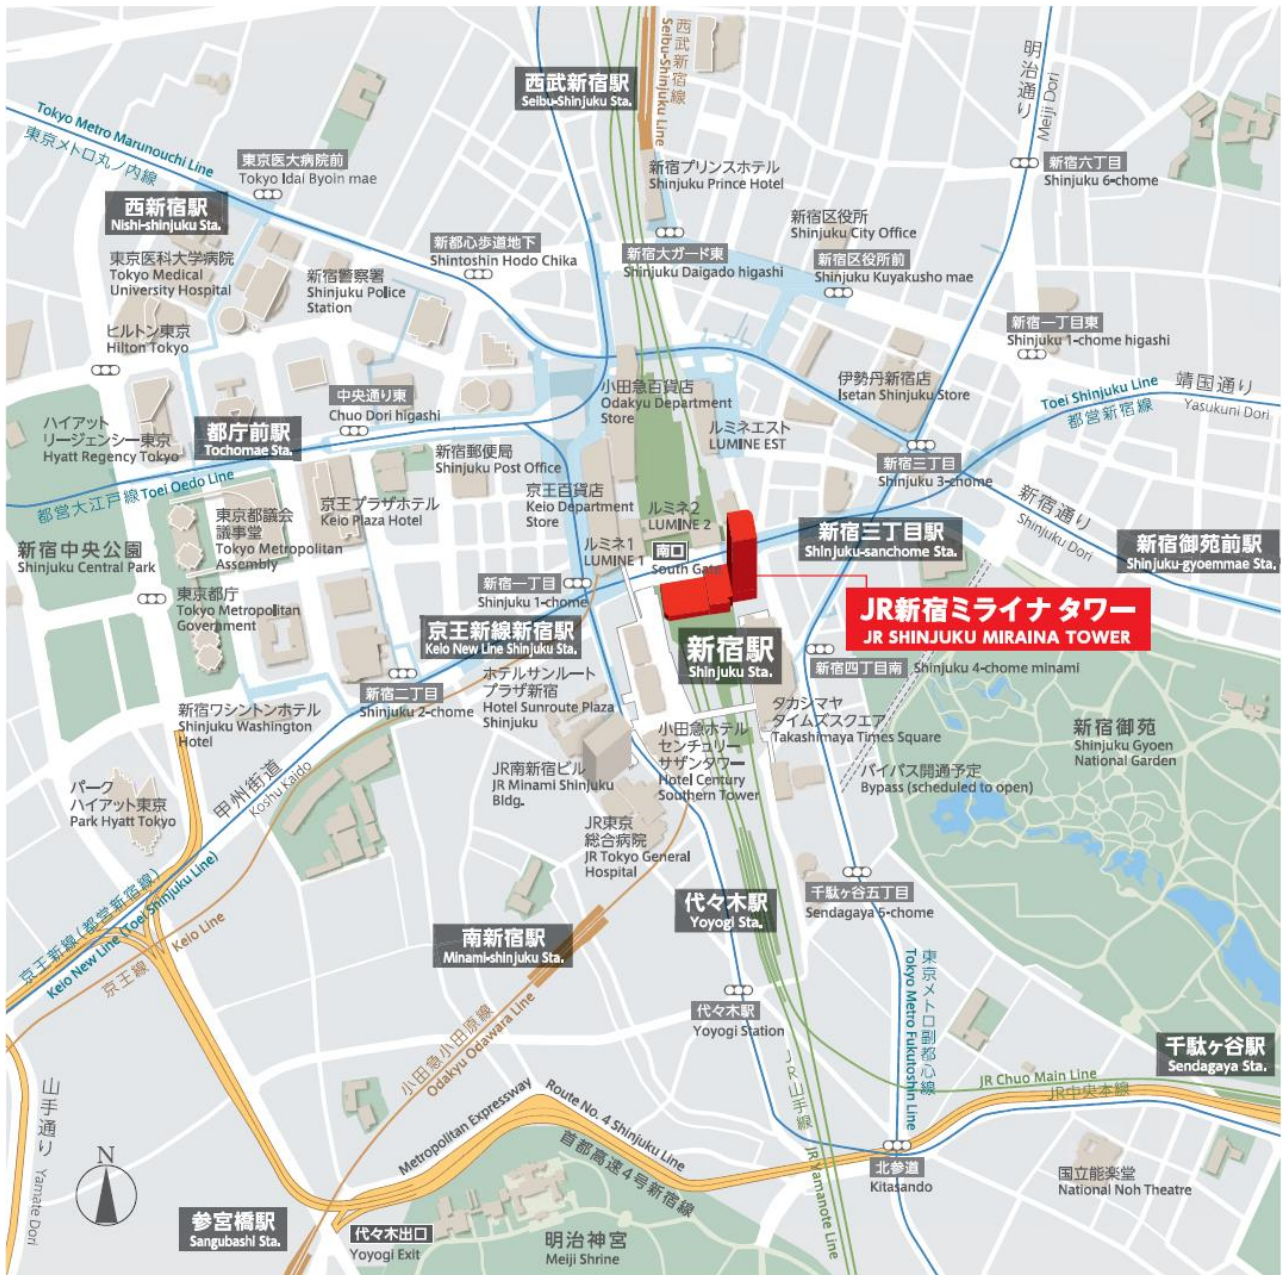 西武新宿線
Seibu-Shinjuku Line
西武新宿駅
Seibu-Shinjuku Sta.
明治通り
Meiji Dori
Tokyo Metro Marunouchi Line
東京メトロ丸ノ内線
東京医大病院前
Tokyo Idai Byoin mae
新宿プリンスホテル
Shinjuku Prince Hotel
新宿六丁目
Shinjuku 6-chome
西新宿駅
Nishi-shinjuku Sta.
新宿区役所
Shinjuku City Office
新都心歩道地下
Shintoshin Hodo Chika
新宿大ガード東
Shinjuku Daigado higashi
新宿区役所前
Shinjuku Kuyakusho mae
東京医科大学病院
Tokyo Medical
University Hospital
新宿警察署
Shinjuku Police
Station
ヒルトン東京
Hilton Tokyo
新宿一丁目東
Shinjuku 1-chome higashi
小田急百貨店
Odakyu Department
Store
伊勢丹新宿店
Isetan Shinjuku Store
靖国通り
Yasukuni Dori
Toei Shinjuku Line
都営新宿線
中央通り東
Chuo Dori higashi
ハイアット
リージェンシー東京
Hyatt Regency Tokyo
都庁前駅
Tochomae Sta.
ルミネエスト
LUMINE EST
新宿郵便局
Shinjuku Post Office
新宿三丁目
Shinjuku 3-chome
都営大江戸線 Toei Oedo Line
京王プラザホテル
Keio Plaza Hotel
京王百貨店
Keio Department
Store
ルミネ2
LUMINE 2
新宿通り
Shinjuku Dori
東京都議会
議事堂
Tokyo Metropolitan
Assembly
新宿中央公園
Shinjuku Central Park
ルミネ1
LUMINE 1
南口
South Gate
新宿三丁目駅
Shinjuku-sanchome Sta.
新宿御苑前駅
Shinjuku-gyoemmae Sta.
新宿一丁目
Shinjuku 1-chome
東京都庁
Tokyo Metropolitan
Government
JR新宿ミライナ タワー
JR SHINJUKU MIRAINA TOWER
京王新線新宿駅
Keio New Line Shinjuku Sta.
新宿駅
Shinjuku Sta.
新宿四丁目南
Shinjuku 4-chome minami
新宿二丁目
Shinjuku 2-chome
ホテルサンルート
プラザ新宿
Hotel Sunroute Plaza
Shinjuku
新宿ワシントンホテル
Shinjuku Washington
Hotel
タカシマヤ
タイムズスクエア
Takashimaya Times Square
新宿御苑
Shinjuku Gyoen
National Garden
小田急ホテル
センチュリー
サザンタワー
Hotel Century
Southern Tower
JR南新宿ビル
JR Minami Shinjuku
Bldg.
バイパス開通予定
Bypass (scheduled to open)
甲州街道
Koshu Kaido
パーク
ハイアット東京
Park Hyatt Tokyo
JR東京
総合病院
JR Tokyo General
Hospital
代々木駅
Yoyogi Sta.
千駄ヶ谷五丁目
Sendagaya 5-chome
京王新線(都営新宿線)
Keio New Line (Toei Shinjuku Line)
京王線
Keio Line
南新宿駅
Minami-shinjuku Sta.
東京メトロ副都心線
Tokyo Metro Fukutoshin Line
代々木駅
Yoyogi Station
小田急小田原線
Odakyu Odawara Line
千駄ヶ谷駅
Sendagaya Sta.
JR Chuo Main Line
JR中央本線
山手通り
Yamate Dori
Metropolitan Expressway
Route No. 4 Shinjuku Line
首都高速4号新宿線
JR山手線
JR Yamanote Line
N
北参道
Kitasando
国立能楽堂
National Noh Theatre
参宮橋駅
Sangubashi Sta.
代々木出口
Yoyogi Exit
明治神宮
Meiji Shrine